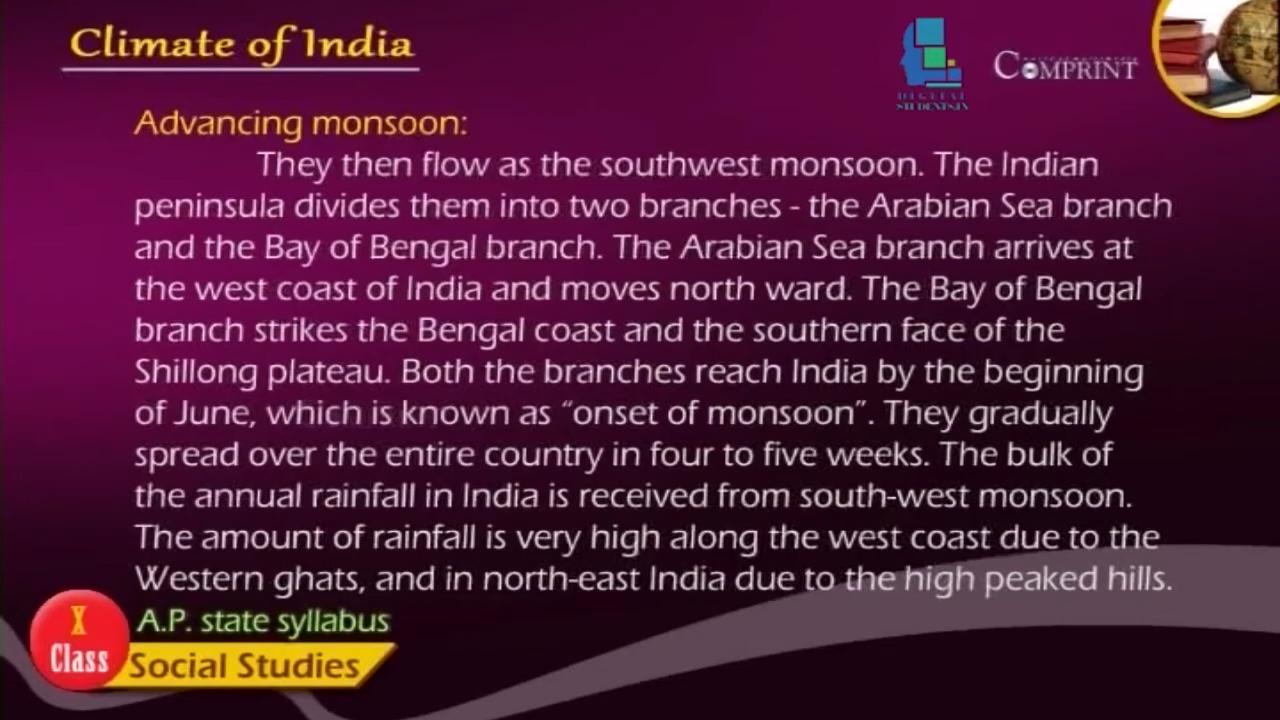 Climate of India
COMPRINT
DIGITAL
STUDENTS.IN
Advancing monsoon:
They then flow as the southwest monsoon. The Indian
peninsula divides them into two branches - the Arabian Sea branch
and the Bay of Bengal branch. The Arabian Sea branch arrives at
the west coast of India and moves north ward. The Bay of Bengal
branch strikes the Bengal coast and the southern face of the
Shillong plateau. Both the branches reach India by the beginning
of June, which is known as “onset of monsoon”. They gradually
spread over the entire country in four to five weeks. The bulk of
the annual rainfall in India is received from south-west monsoon.
The amount of rainfall is very high along the west coast due to the
Western ghats, and in north-east India due to the high peaked hills.
A.P. state syllabus
X
Class
Social Studies